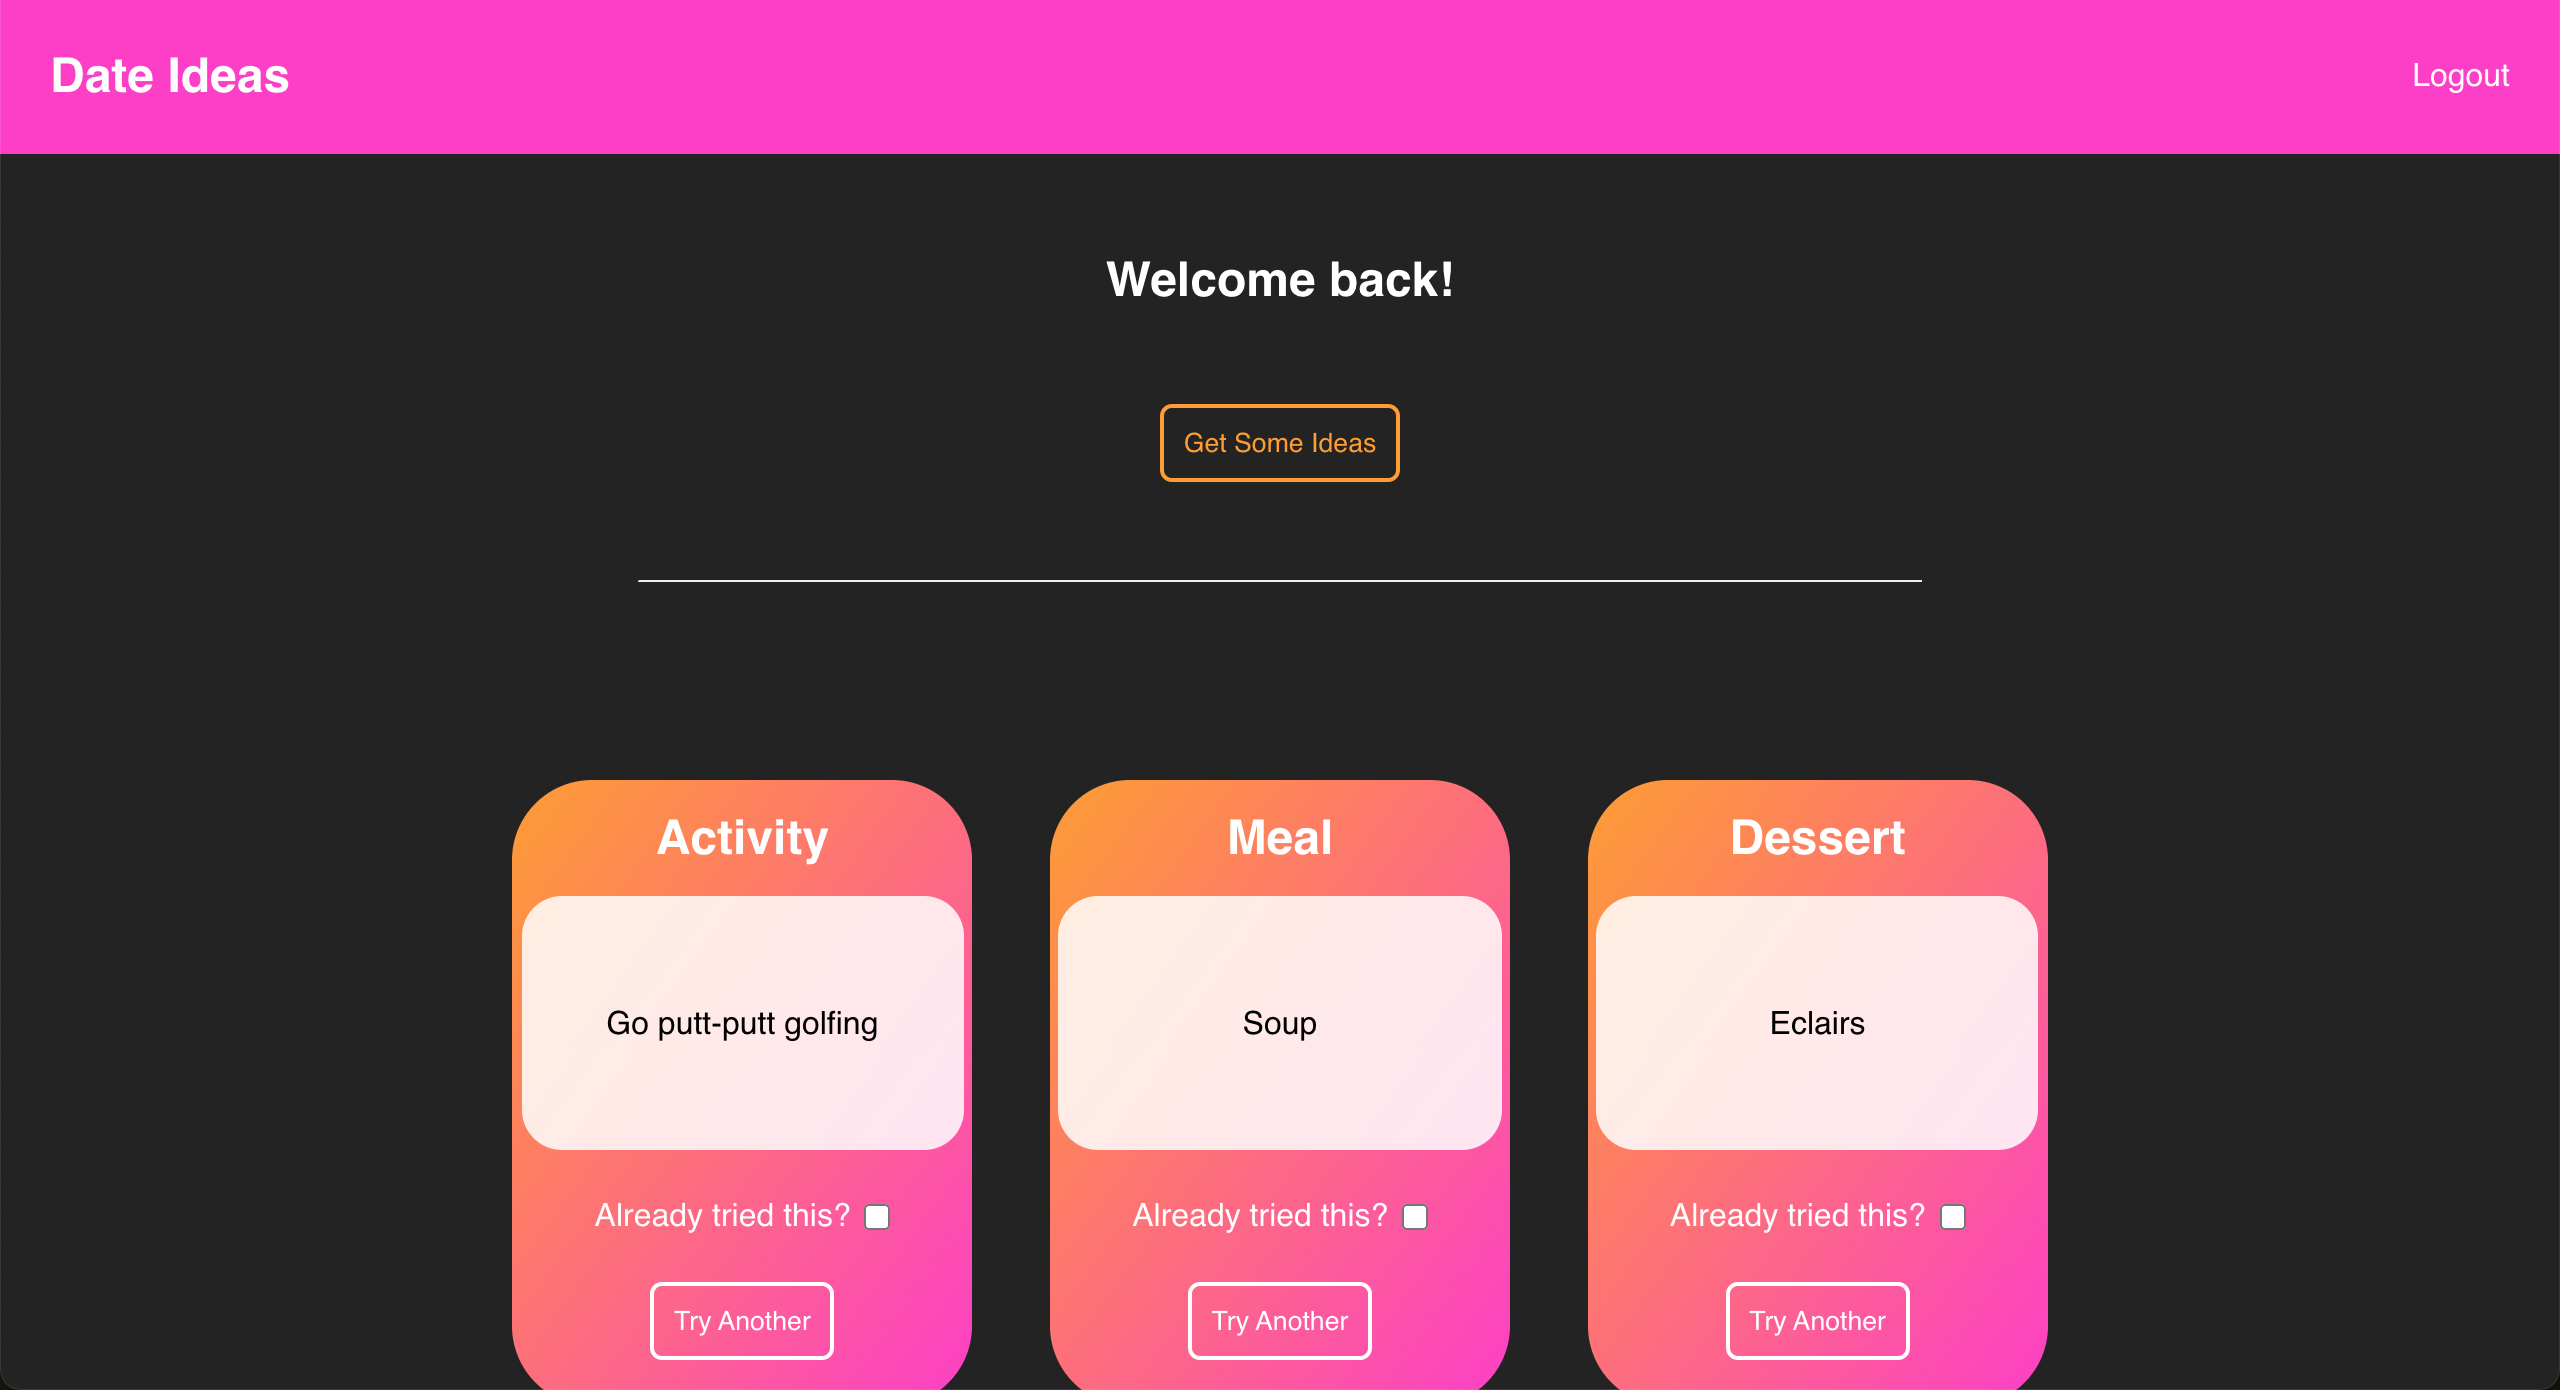 Date Ideas
Logout
Welcome back!
Get Some Ideas
Activity
Meal
Dessert
Go putt-putt golfing
Soup
Eclairs
Already tried this?
Already tried this?
Already tried this?
Try Another
Try Another
Try Another